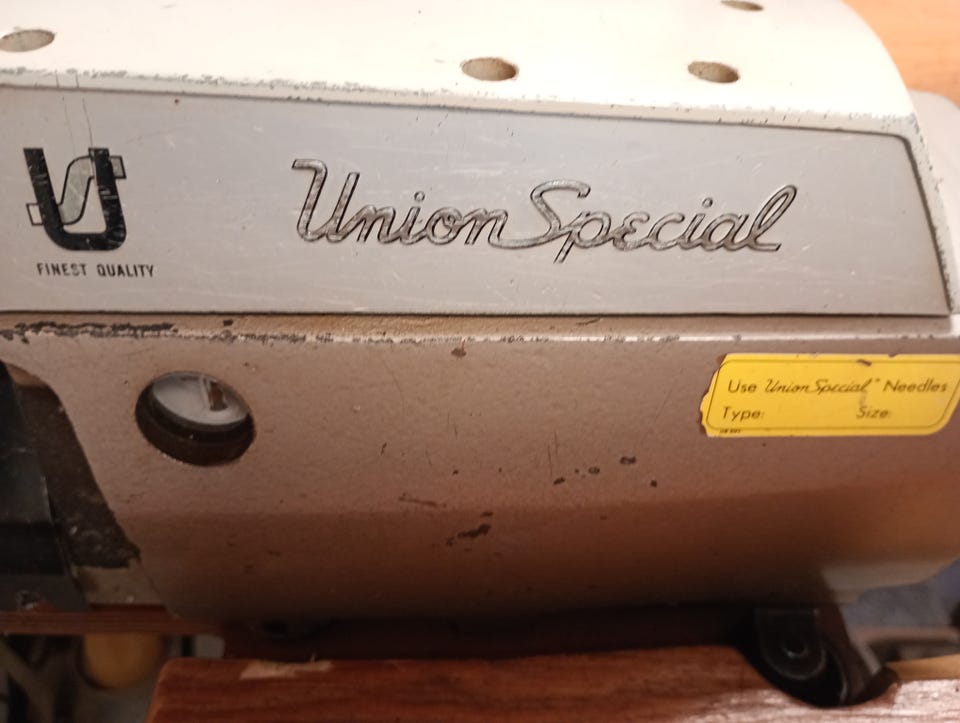 US
FINEST QUALITY
Union Special
Use Union Special Needles
Type: Size: